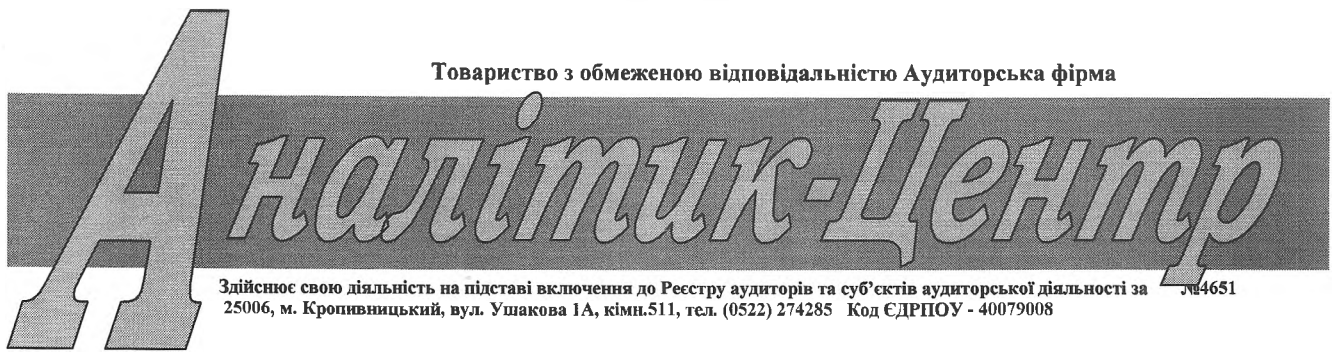 Товариство з обмеженою відповідальністю Аудиторська фірма
Аналітик-Центр
Здійснює свою діяльність на підставі включення до Реєстру аудиторів та суб’єктів аудиторської діяльності за №4651
25006, м. Кропивницький, вул. Ушакова 1А, кімн.511, тел. (0522) 274285 Код ЄДРПОУ - 40079008